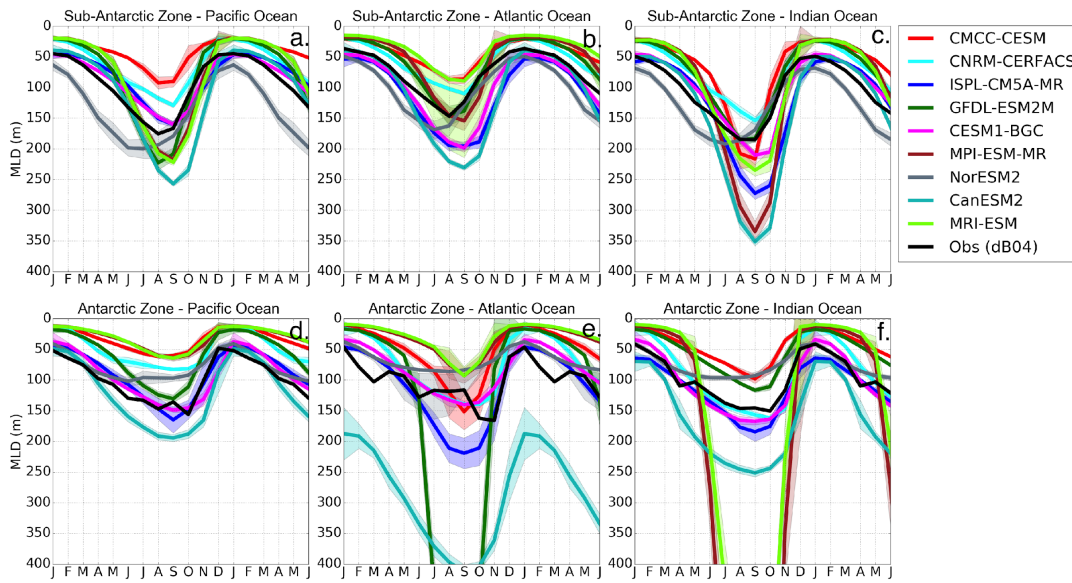 Sub-Antarctic Zone - Pacific Ocean
Sub-Antarctic Zone - Atlantic Ocean
Sub-Antarctic Zone - Indian Ocean
a.
b.
c.
MLD (m)
0
50
100
150
200
250
300
350
400
J F M A M J J A S O N D J F M A M J
J F M A M J J A S O N D J F M A M J
J F M A M J J A S O N D J F M A M J
CMCC-CESM
CNRM-CERFACS
ISPL-CM5A-MR
GFDL-ESM2M
CESM1-BGC
MPI-ESM-MR
NorESM2
CanESM2
MRI-ESM
Obs (dB04)
Antarctic Zone - Pacific Ocean
Antarctic Zone - Atlantic Ocean
Antarctic Zone - Indian Ocean
d.
e.
f.
MLD (m)
0
50
100
150
200
250
300
350
400
J F M A M J J A S O N D J F M A M J
J F M A M J J A S O N D J F M A M J
J F M A M J J A S O N D J F M A M J